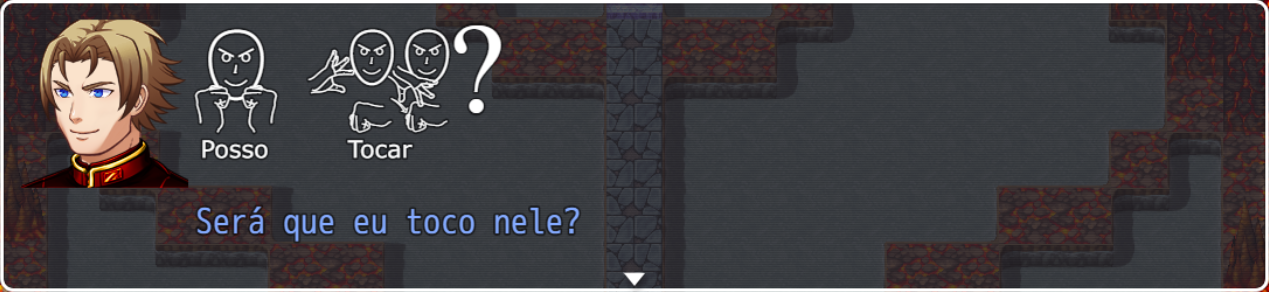 ?
Posso Tocar
Será que eu toco nele?